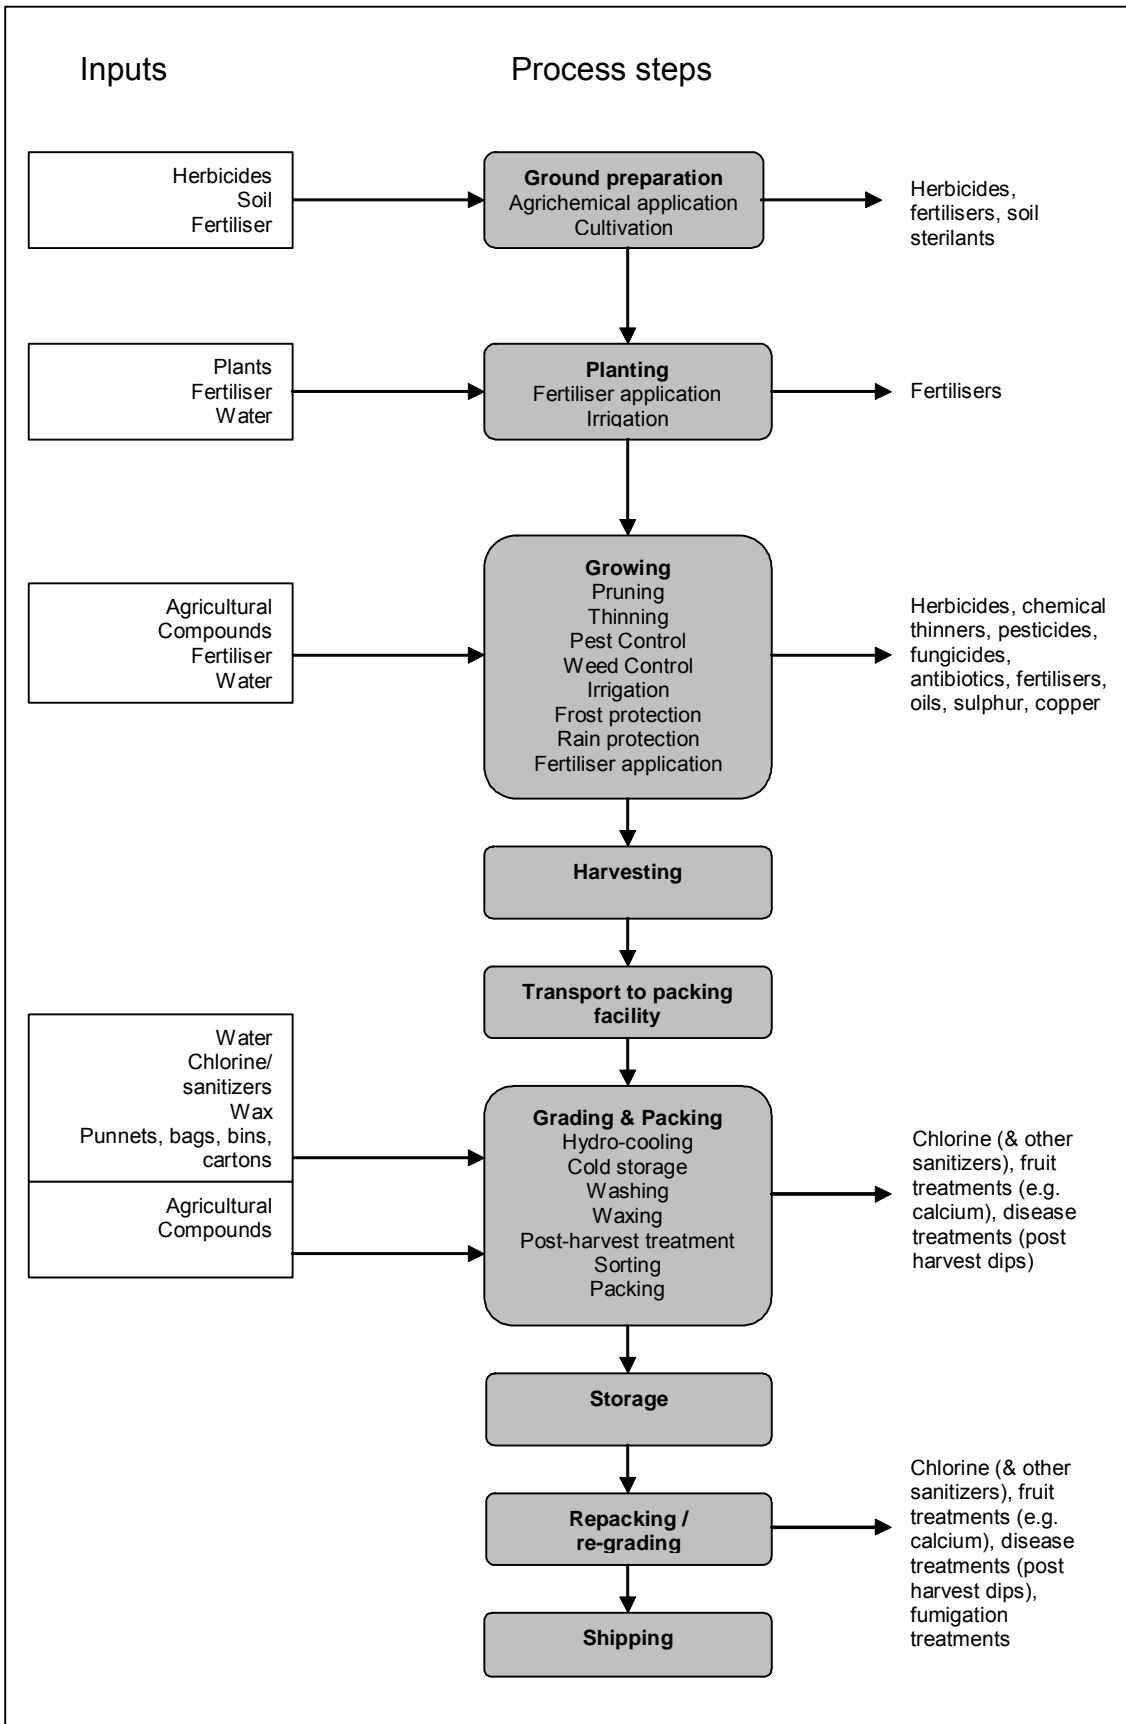 Inputs
Process steps
Herbicides
Soil
Fertiliser
Ground preparation
Agrichemical application
Cultivation
Herbicides,
fertilisers, soil
sterilants
Plants
Fertiliser
Water
Planting
Fertiliser application
Irrigation
Fertilisers
Agricultural
Compounds
Fertiliser
Water
Growing
Pruning
Thinning
Pest Control
Weed Control
Irrigation
Frost protection
Rain protection
Fertiliser application
Herbicides, chemical
thinners, pesticides,
fungicides,
antibiotics, fertilisers,
oils, sulphur, copper
Harvesting
Transport to packing
facility
Water
Chlorine/
sanitizers
Wax
Punnets, bags, bins,
cartons
Agricultural
Compounds
Grading & Packing
Hydro-cooling
Cold storage
Washing
Waxing
Post-harvest treatment
Sorting
Packing
Chlorine (& other
sanitizers), fruit
treatments (e.g.
calcium), disease
treatments (post
harvest dips)
Storage
Repacking /
re-grading
Chlorine (& other
sanitizers), fruit
treatments (e.g.
calcium), disease
treatments (post
harvest dips),
fumigation
treatments
Shipping